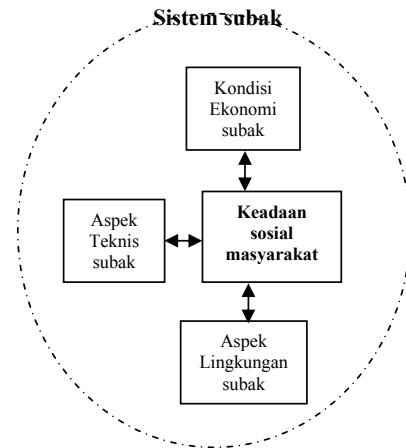 Sistem subak
Kondisi
Ekonomi
subak
Aspek
Teknis
subak
Keadaan
sosial
masyarakat
Aspek
Lingkungan
subak